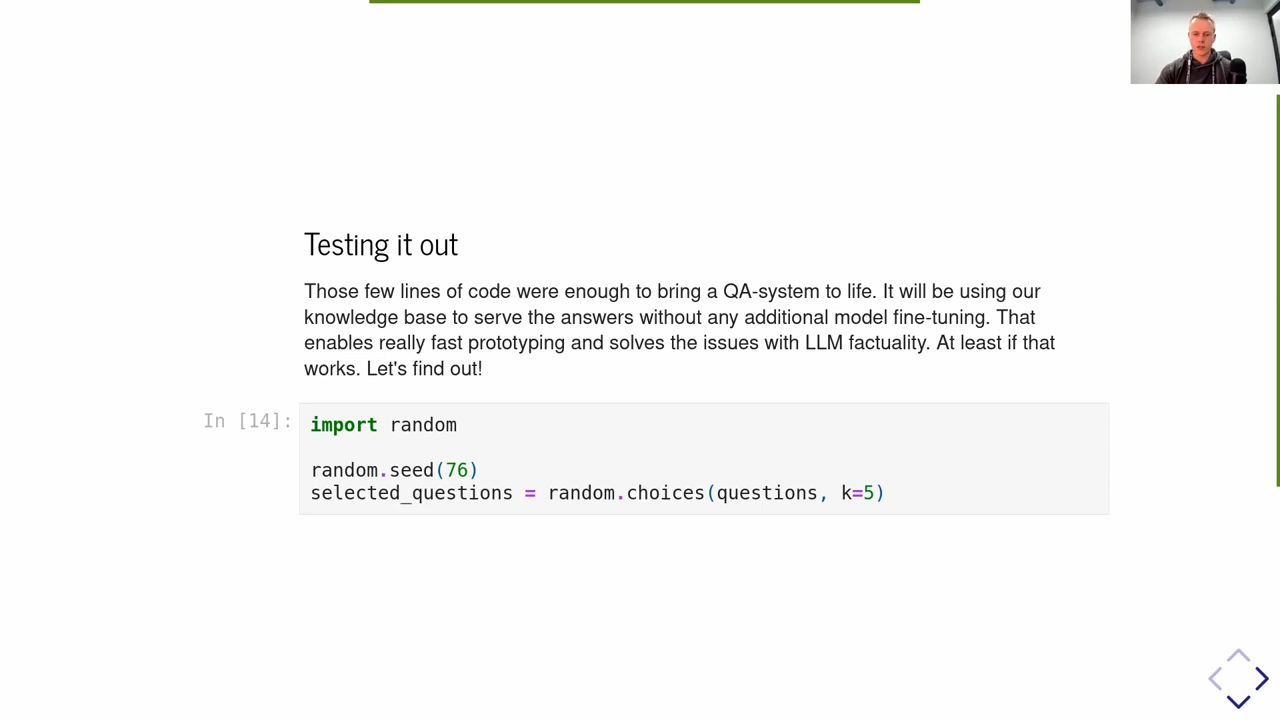 Testing it out
Those few lines of code were enough to bring a QA-system to life. It will be using our
knowledge base to serve the answers without any additional model fine-tuning. That
enables really fast prototyping and solves the issues with LLM factuality. At least if that
works. Let's find out!
In [14]:
import random
random.seed(76)
selected_questions = random.choices(questions, k=5)